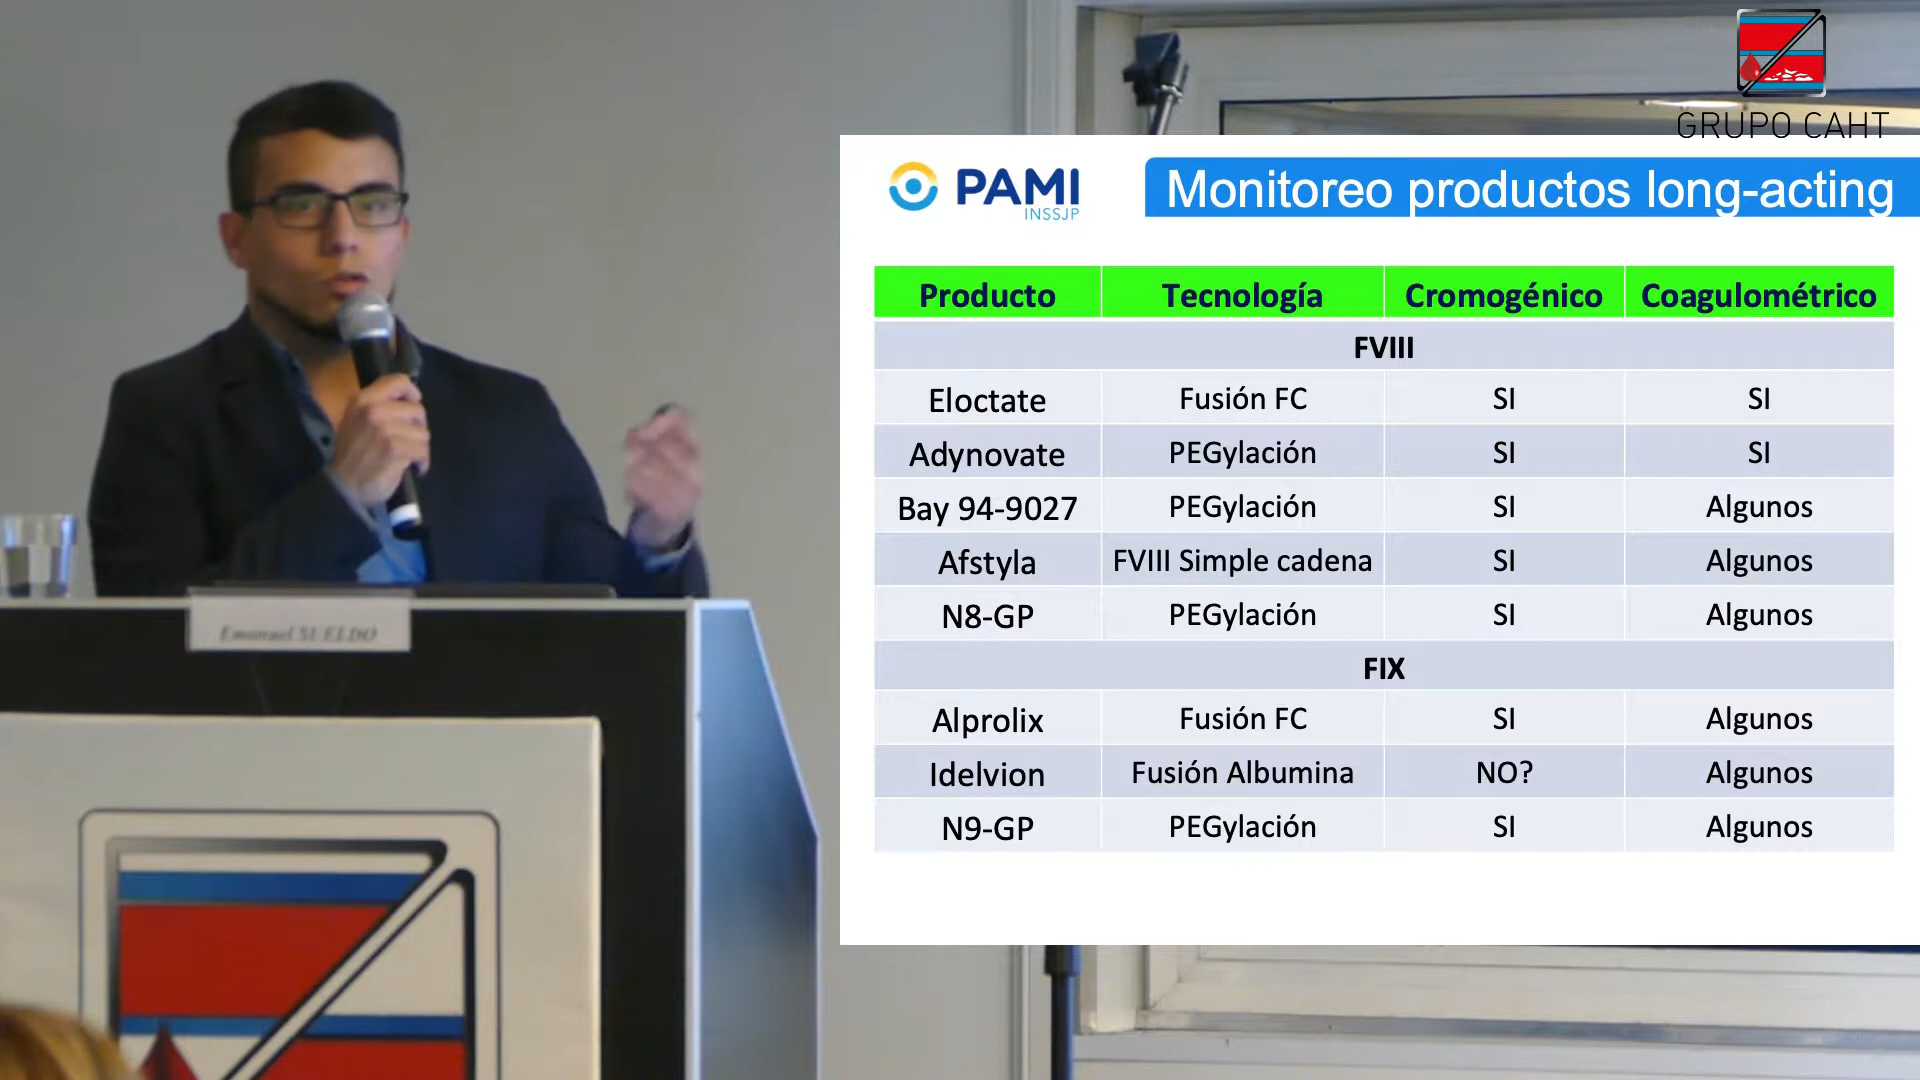 GRUPO CAHT
PAMI
INSSJP
Monitoreo productos long-acting
Producto Tecnología Cromogénico Coagulométrico
FVIII
Eloctate Fusión FC SI SI
Adynovate PEGylación SI SI
Bay 94-9027 PEGylación SI Algunos
Afstyla FVIII Simple cadena SI Algunos
N8-GP PEGylación SI Algunos
FIX
Alprolix Fusión FC SI Algunos
Idelvion Fusión Albumina NO? Algunos
N9-GP PEGylación SI Algunos
Emanuel SUELDO